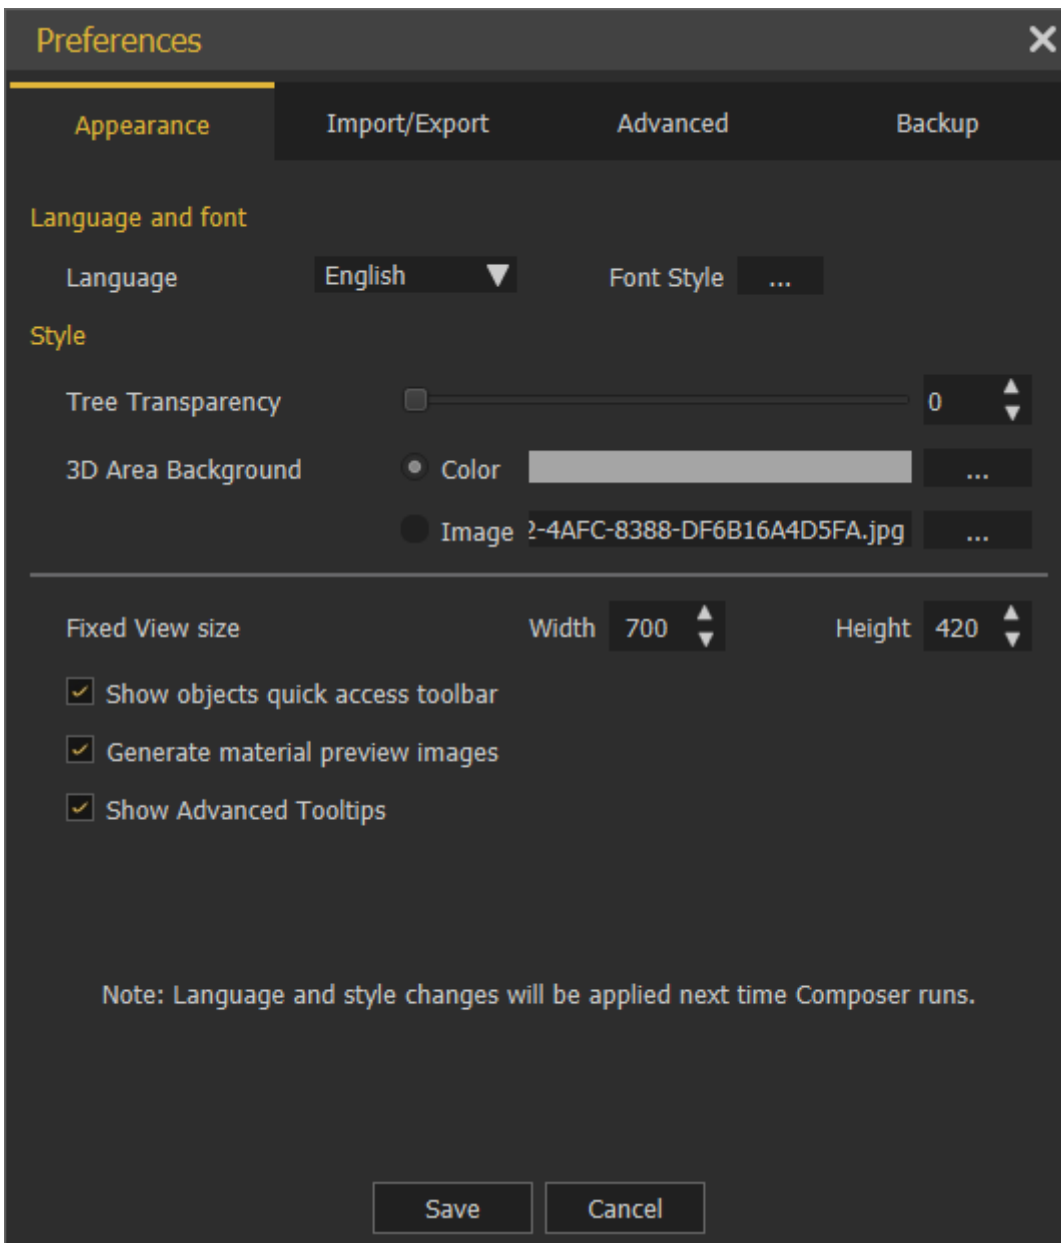 Preferences
Appearance Import/Export Advanced Backup
Language and font
Language English Font Style ...
Style
Tree Transparency 0
3D Area Background Color ...
Image 2-4AFC-8388-DF6B16A4D5FA.jpg ...
Fixed View size Width 700 Height 420
Show objects quick access toolbar
Generate material preview images
Show Advanced Tooltips
Note: Language and style changes will be applied next time Composer runs.
Save Cancel